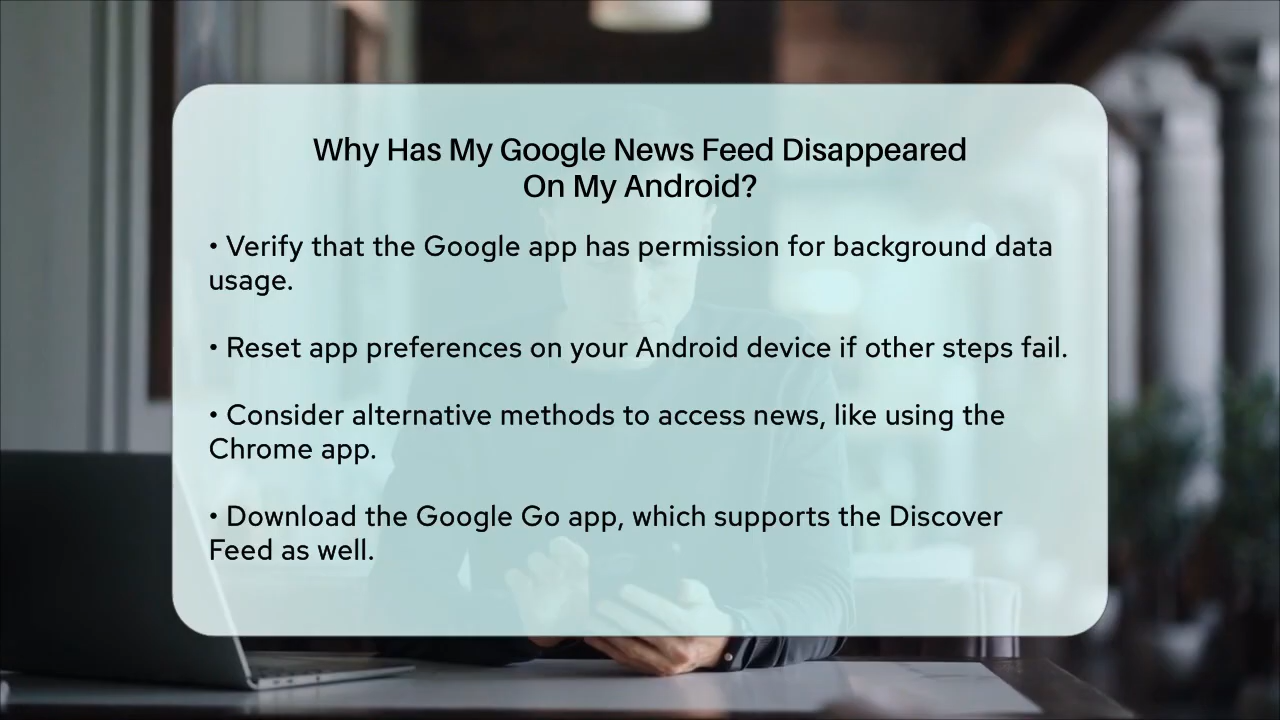 Why Has My Google News Feed Disappeared
On My Android?
• Verify that the Google app has permission for background data
usage.
• Reset app preferences on your Android device if other steps fail.
• Consider alternative methods to access news, like using the
Chrome app.
• Download the Google Go app, which supports the Discover
Feed as well.